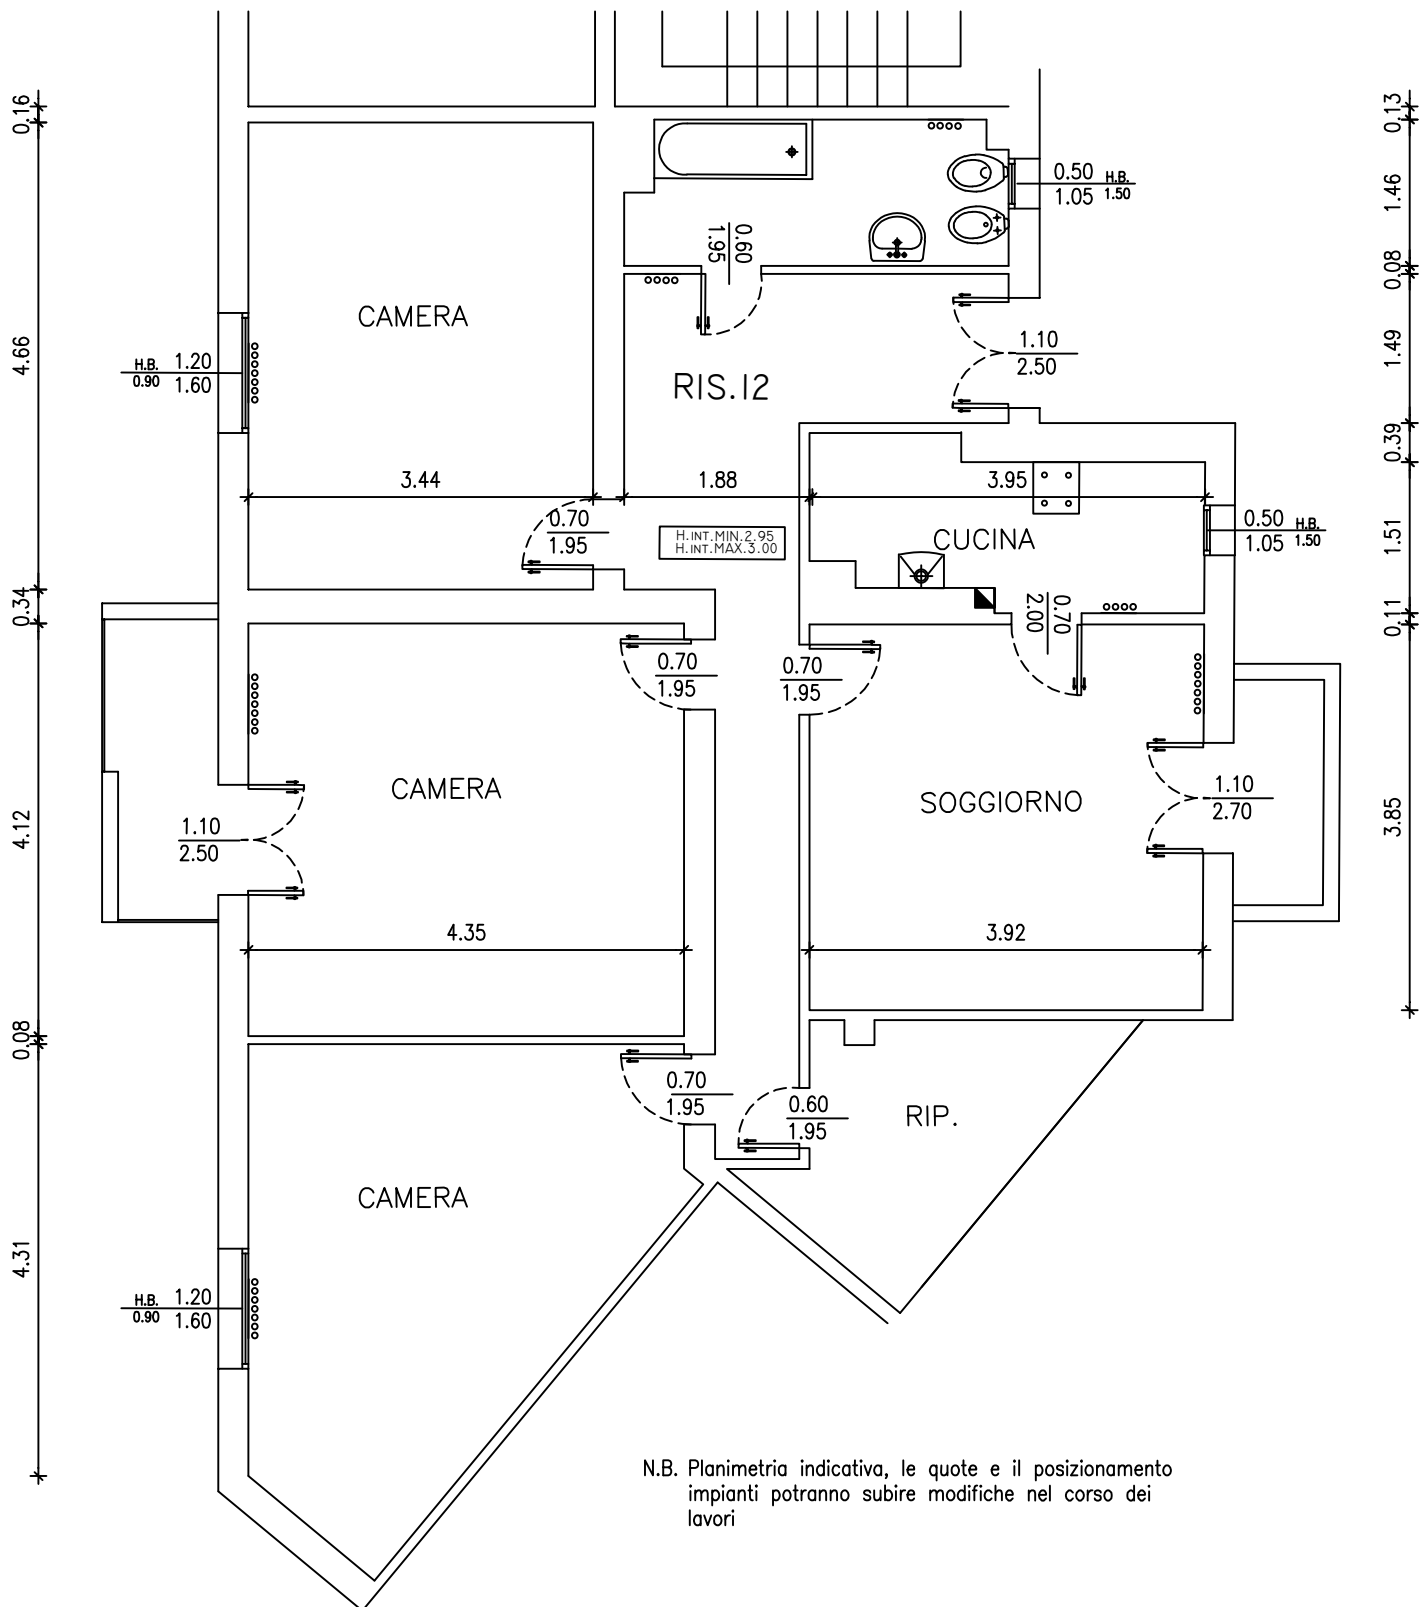 0.16
0.13
0.50 H.B.
1.05 1.50
1.46
0.60
1.95
0.08
CAMERA
1.10
2.50
1.49
4.66
H.B. 1.20
0.90 1.60
RIS.12
0.39
3.44
1.88
3.95
0.70
1.95
H.INT.MIN.2.95
H.INT.MAX.3.00
CUCINA
0.50 H.B.
1.05 1.50
1.51
0.34
0.70
2.00
0.11
0.70
1.95
0.70
1.95
CAMERA
SOGGIORNO
1.10
2.70
4.12
3.85
1.10
2.50
4.35
3.92
0.08
0.70
1.95
0.60
1.95
RIP.
CAMERA
4.31
H.B. 1.20
0.90 1.60
N.B. Planimetria indicativa, le quote e il posizionamento
impianti potranno subire modifiche nel corso dei
lavori